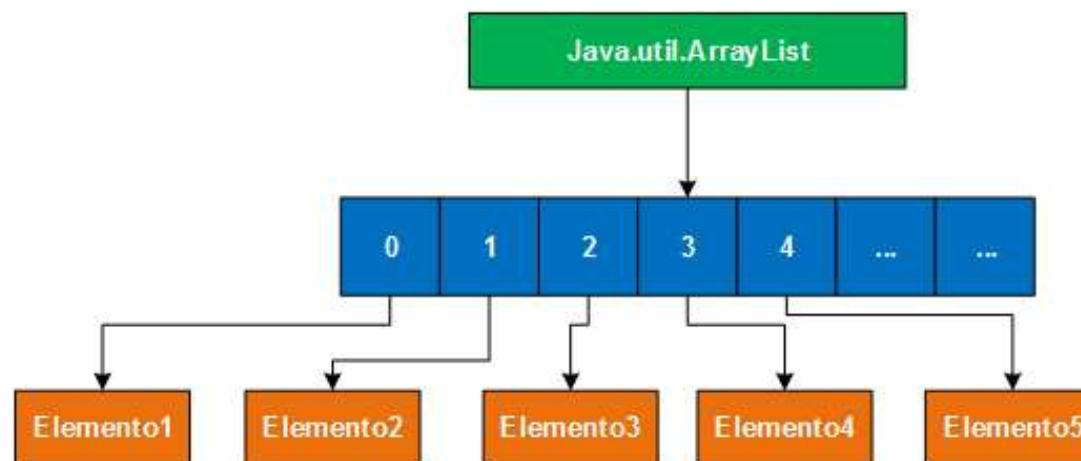 Java.util.ArrayList
0 1 2 3 4 ... ...
Elemento1 Elemento2 Elemento3 Elemento4 Elemento5